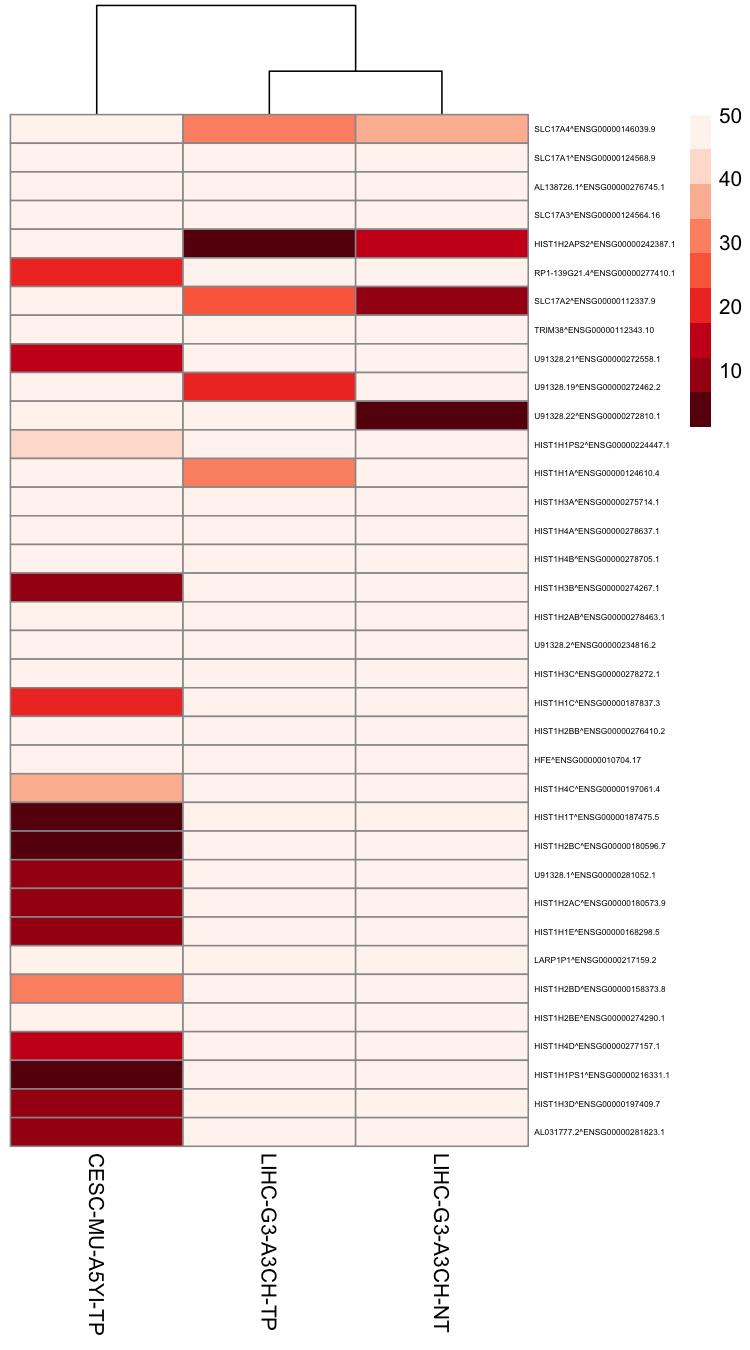 SLC17A4^ENSG00000146039.9
SLC17A1^ENSG00000124568.9
AL138726.1^ENSG00000276745.1
SLC17A3^ENSG00000124564.16
HIST1H2APS2^ENSG00000242387.1
RP1-139G21.4^ENSG00000277410.1
SLC17A2^ENSG00000112337.9
TRIM38^ENSG00000112343.10
U91328.21^ENSG00000272558.1
U91328.19^ENSG00000272462.2
U91328.22^ENSG00000272810.1
HIST1H1PS2^ENSG00000224447.1
HIST1H1A^ENSG00000124610.4
HIST1H3A^ENSG00000275714.1
HIST1H4A^ENSG00000278637.1
HIST1H4B^ENSG00000278705.1
HIST1H3B^ENSG00000274267.1
HIST1H2AB^ENSG00000278463.1
U91328.2^ENSG00000234816.2
HIST1H3C^ENSG00000278272.1
HIST1H1C^ENSG00000187837.3
HIST1H2BB^ENSG00000276410.2
HFE^ENSG00000010704.17
HIST1H4C^ENSG00000197061.4
HIST1H1T^ENSG00000187475.5
HIST1H2BC^ENSG00000180596.7
U91328.1^ENSG00000281052.1
HIST1H2AC^ENSG00000180573.9
HIST1H1E^ENSG00000168298.5
LARP1P1^ENSG00000217159.2
HIST1H2BD^ENSG00000158373.8
HIST1H2BE^ENSG00000274290.1
HIST1H4D^ENSG00000277157.1
HIST1H1PS1^ENSG00000216331.1
HIST1H3D^ENSG00000197409.7
AL031777.2^ENSG00000281823.1
50
40
30
20
10
CESC-MU-A5YI-TP
LIHC-G3-A3CH-TP
LIHC-G3-A3CH-NT